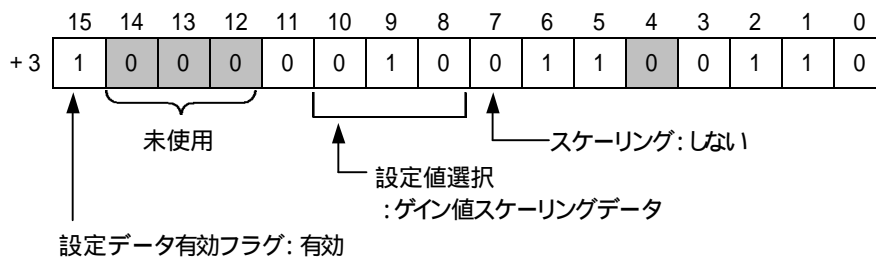 15 14 13 12 11 10 9 8 7 6 5 4 3 2 1 0
+3 1 0 0 0 0 0 1 0 0 1 1 0 0 1 1 0
未使用
スケーリング：しない
設定値選択
：ゲイン値スケーリングデータ
設定データ有効フラグ：有効